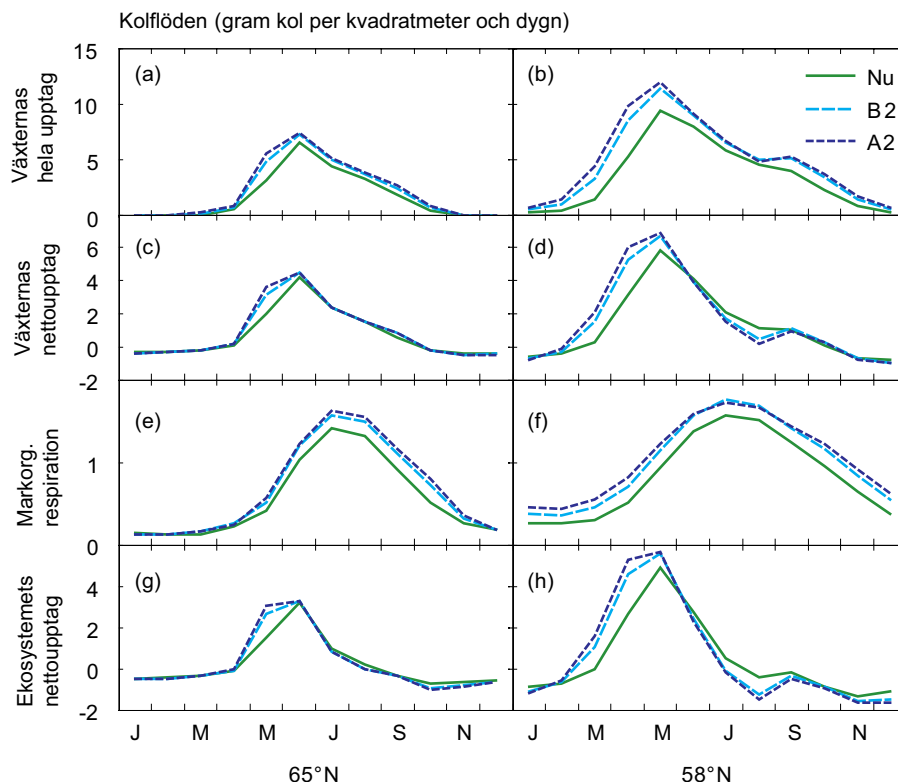 Kolflöden (gram kol per kvadratmeter och dygn)
Växternas
hela upptag
15
10
5
0
(a)
(b)
Nu
B2
A2
Växternas
nettoupptag
6
4
2
0
-2
(c)
(d)
Markorg.
respiration
1
0
(e)
(f)
Ekosystemets
nettoupptag
4
2
0
-2
(g)
(h)
J M M J S N
J M M J S N
65°N
58°N